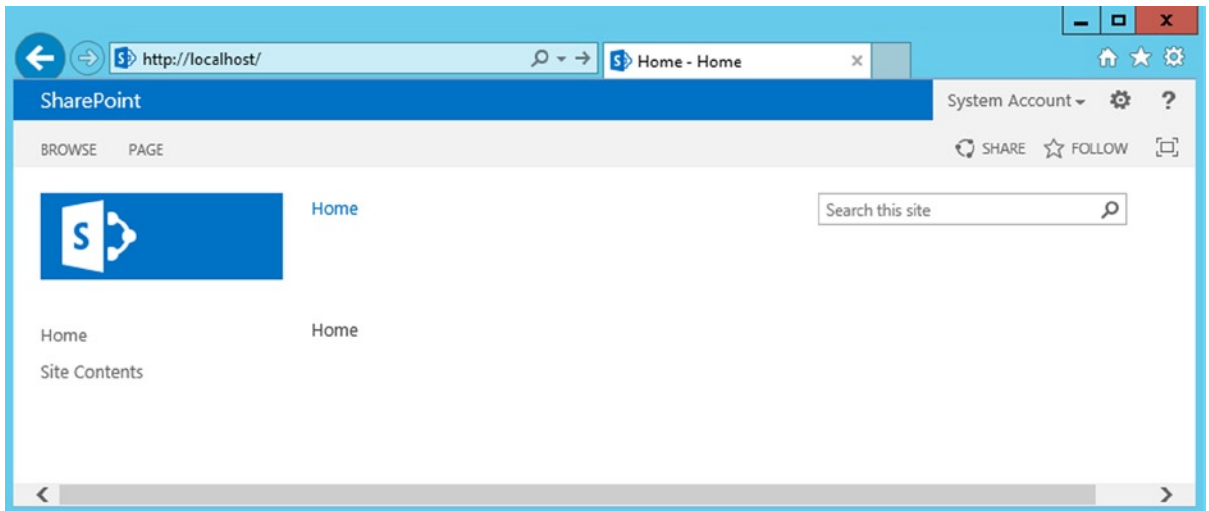 http://localhost/
Home - Home
SharePoint
System Account
?
BROWSE PAGE
SHARE FOLLOW
S
Home
Search this site
Home
Home
Site Contents